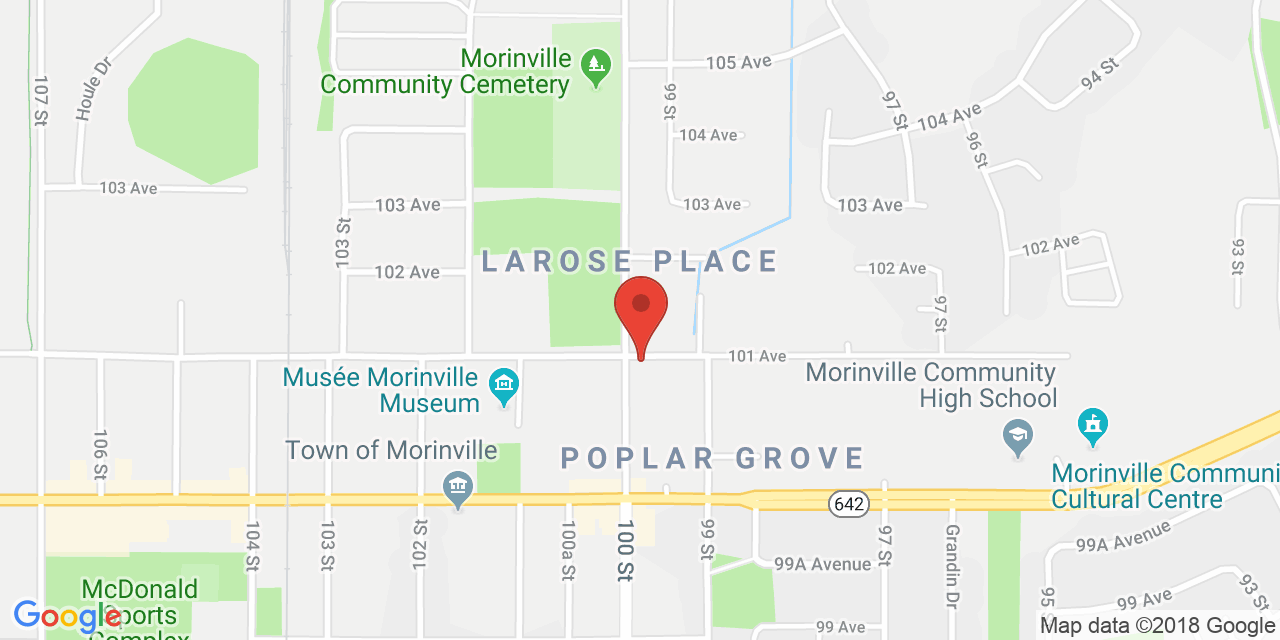 Morinville
Community Cemetery
105 Ave
94 St
107 St
Houle Dr
99 St
97 St
104 Ave
104 Ave
96 St
103 Ave
103 Ave
103 Ave
103 Ave
103 St
102 Ave
93 St
LAROSE PLACE
102 Ave
102 Ave
97 St
101 Ave
Musée Morinville
Museum
Morinville Community
High School
Town of Morinville
POPLAR GROVE
106 St
Morinville Communi
Cultural Centre
642
104 St
103 St
102 St
100a St
100 St
99 St
97 St
Grandin Dr
99A Avenue
99A Avenue
McDonald
Sports
Complex
95 St
93 St
99 Ave
99 Ave
Google
Map data ©2018 Google